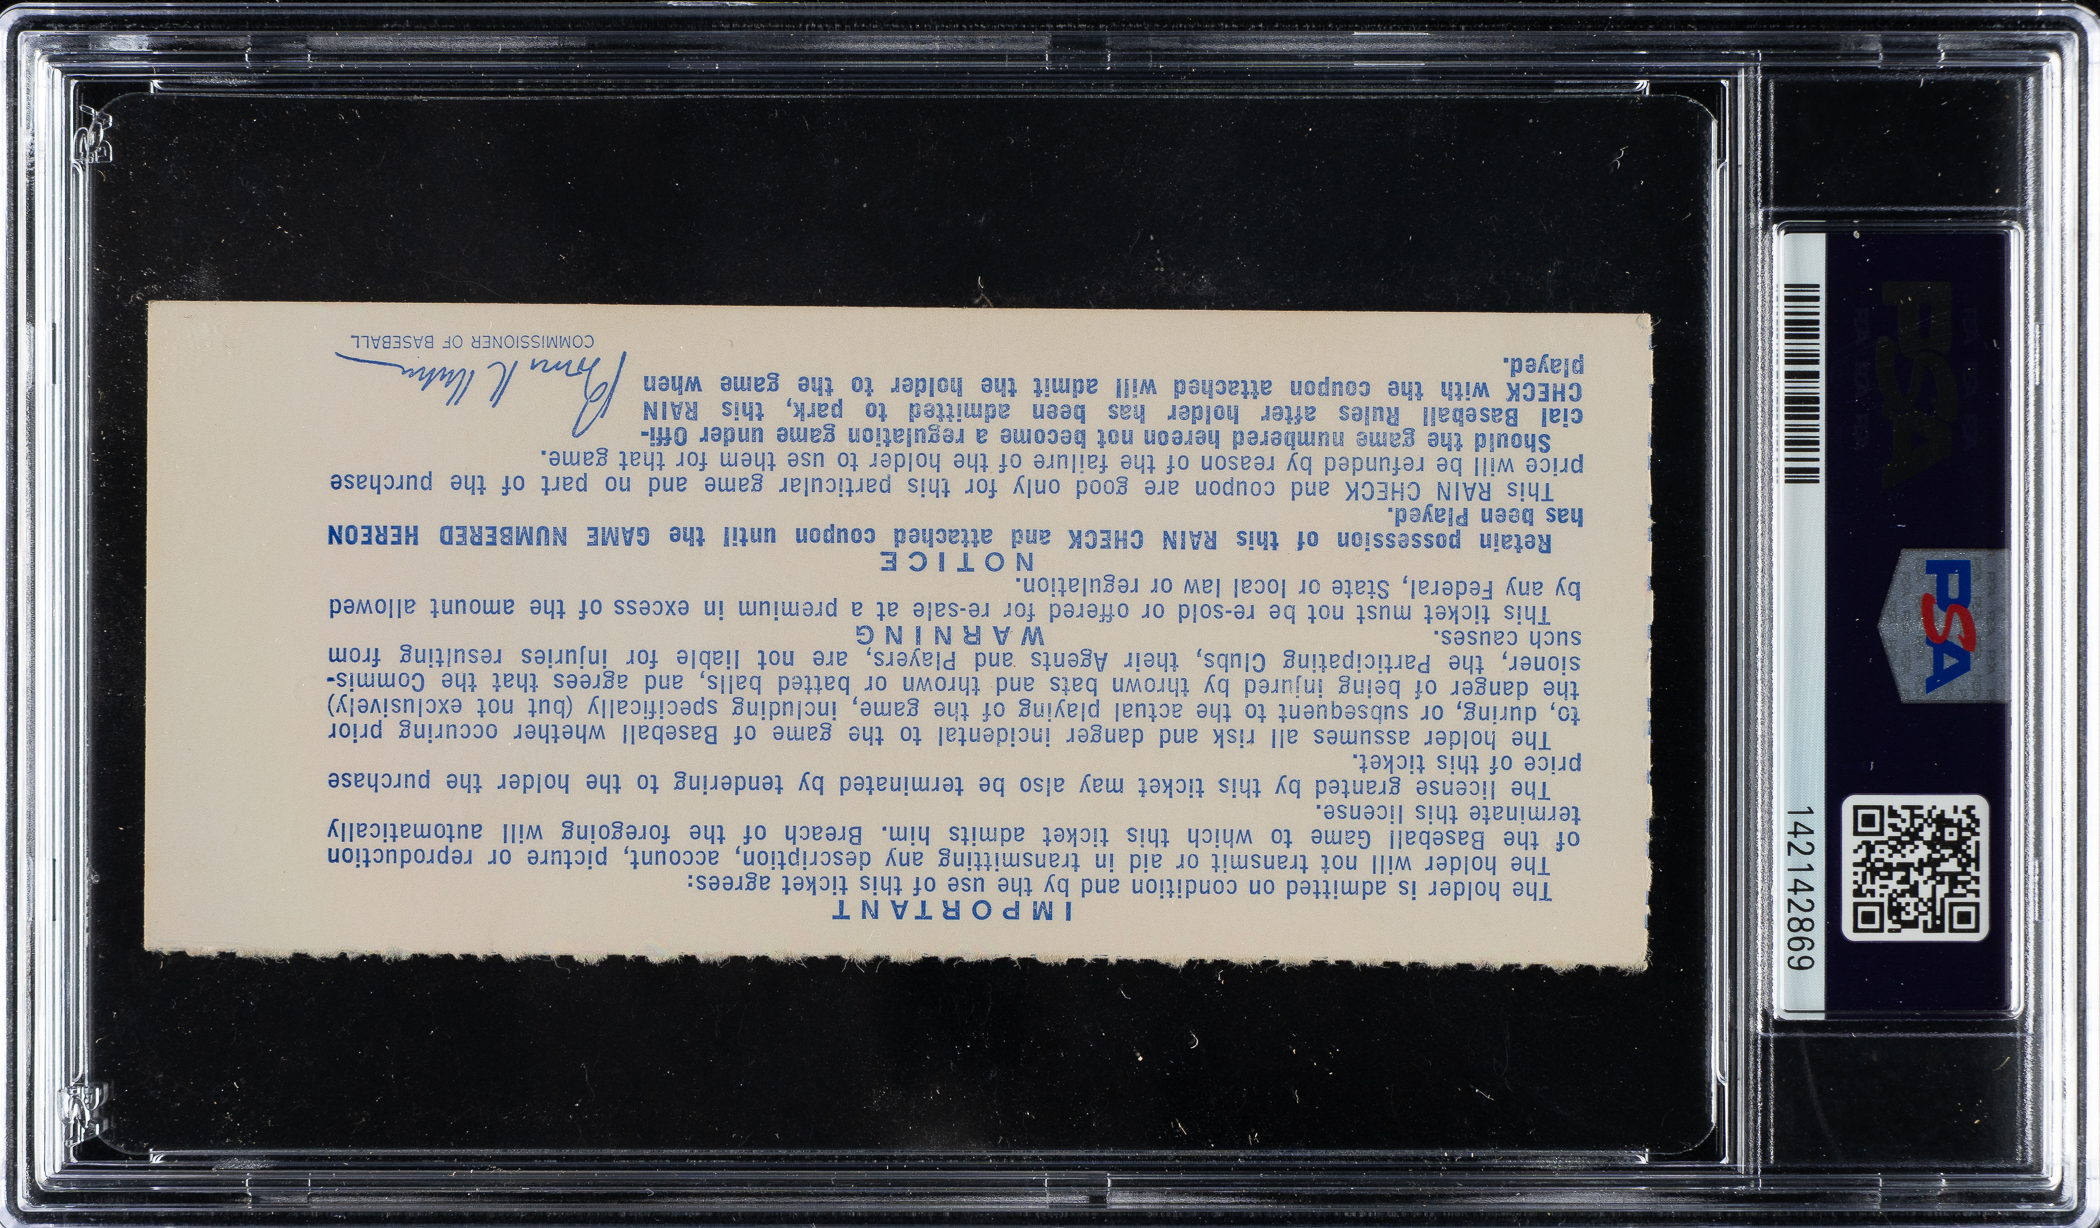 IMPORTANT
The holder is admitted on condition and by the use of this ticket agrees:
The holder will not transmit or aid in transmitting any description, account, picture or reproduction
of the Baseball Game to which this ticket admits him. Breach of the foregoing will automatically
terminate this license.
The license granted by this ticket may also be terminated by tendering to the holder the purchase
price of this ticket.
The holder assumes all risk and danger incidental to the game of Baseball whether occuring prior
to, during, or subsequent to the actual playing of the game, including specifically (but not exclusively)
the danger of being injured by thrown bats and thrown or batted balls, and agrees that the Commis-
sioner, the Participating Clubs, their Agents and Players, are not liable for injuries resulting from
such causes.
WARNING
This ticket must not be re-sold or offered for re-sale at a premium in excess of the amount allowed
by any Federal, State or local law or regulation.
NOTICE
Retain possession of this RAIN CHECK and attached coupon until the GAME NUMBERED HEREON
has been Played.
This RAIN CHECK and coupon are good only for this particular game and no part of the purchase
price will be refunded by reason of the failure of the holder to use them for that game.
Should the game numbered hereon not become a regulation game under Offi-
cial Baseball Rules after holder has been admitted to park, this RAIN
CHECK with the coupon attached will admit the holder to the game when
played.
COMMISSIONER OF BASEBALL
PSA
PSA
142142869